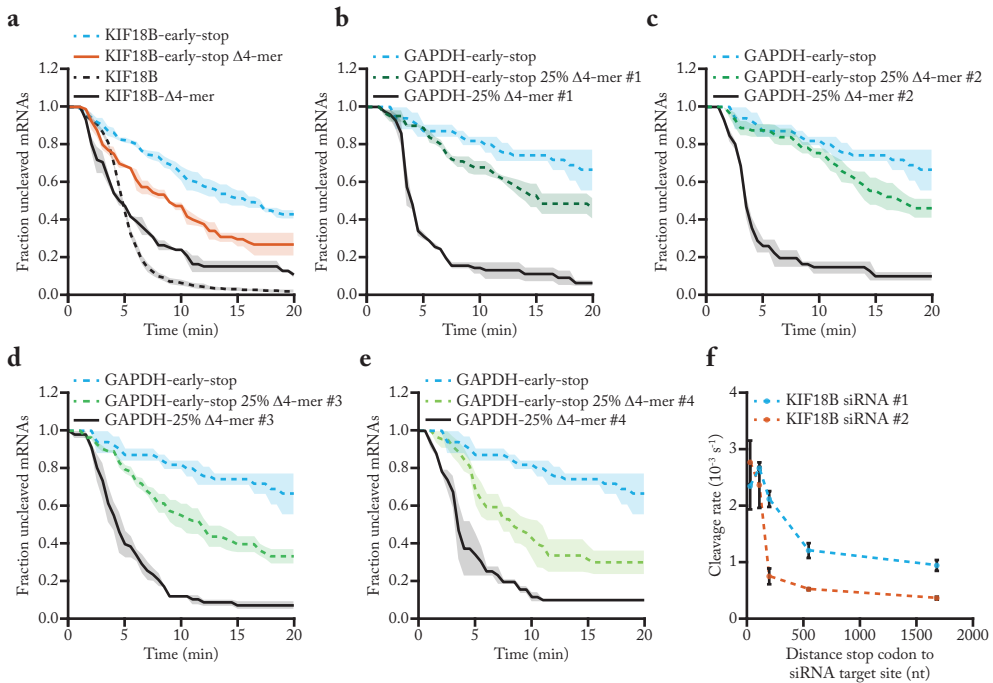 a
KIF18B-early-stop
KIF18B-early-stop Δ4-mer
KIF18B
KIF18B-Δ4-mer
Fraction uncleaved mRNAs
1.2
1.0
0.8
0.6
0.4
0.2
0.0
0 5 10 15 20
Time (min)
b
GAPDH-early-stop
GAPDH-early-stop 25% Δ4-mer #1
GAPDH-25% Δ4-mer #1
Fraction uncleaved mRNAs
1.2
1.0
0.8
0.6
0.4
0.2
0.0
0 5 10 15 20
Time (min)
c
GAPDH-early-stop
GAPDH-early-stop 25% Δ4-mer #2
GAPDH-25% Δ4-mer #2
Fraction uncleaved mRNAs
1.2
1.0
0.8
0.6
0.4
0.2
0.0
0 5 10 15 20
Time (min)
d
GAPDH-early-stop
GAPDH-early-stop 25% Δ4-mer #3
GAPDH-25% Δ4-mer #3
Fraction uncleaved mRNAs
1.2
1.0
0.8
0.6
0.4
0.2
0.0
0 5 10 15 20
Time (min)
e
GAPDH-early-stop
GAPDH-early-stop 25% Δ4-mer #4
GAPDH-25% Δ4-mer #4
Fraction uncleaved mRNAs
1.2
1.0
0.8
0.6
0.4
0.2
0.0
0 5 10 15 20
Time (min)
f
KIF18B siRNA #1
KIF18B siRNA #2
Cleavage rate (10⁻³ s⁻¹)
4
3
2
1
0
0 500 1000 1500 2000
Distance stop codon to
siRNA target site (nt)